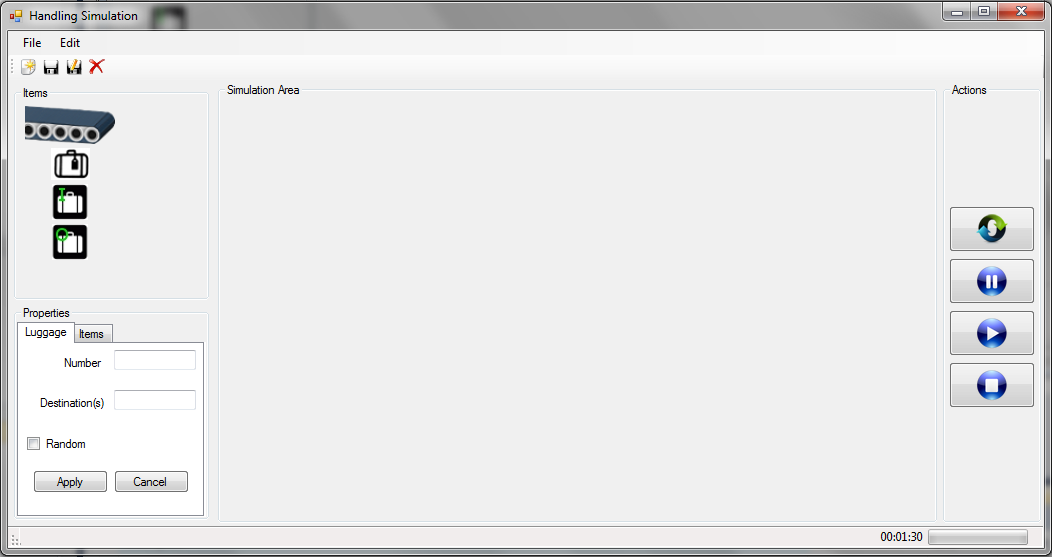 Handling Simulation
File Edit
Items
Simulation Area
Actions
Properties
Luggage Items
Number
Destination(s)
Random
Apply Cancel
00:01:30